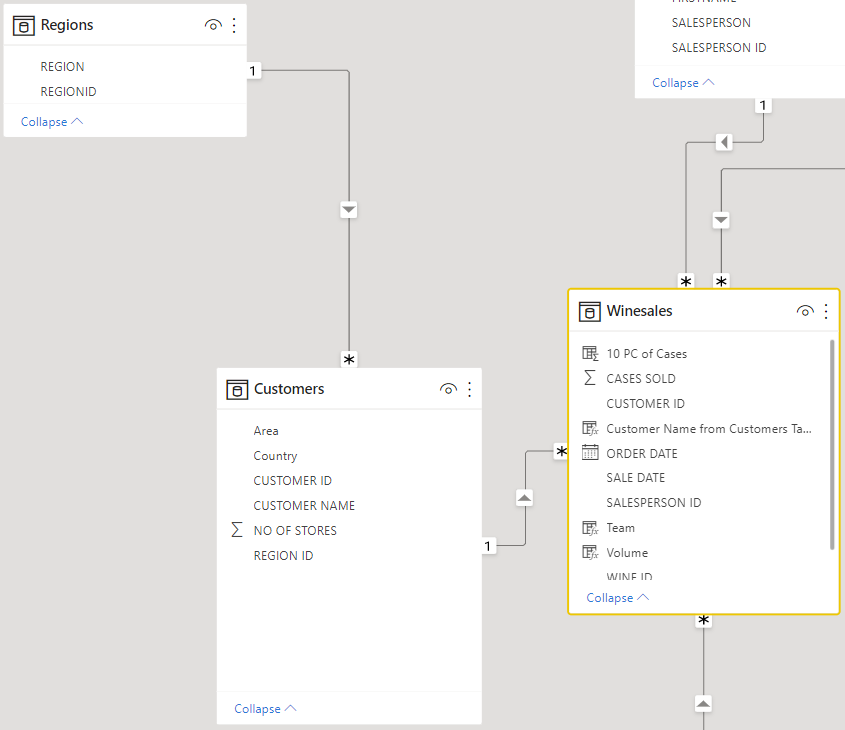 Regions
REGION
REGIONID
Collapse
1
FIRSTNAME
SALESPERSON
SALESPERSON ID
Collapse
1
*
*
*
Customers
Area
Country
CUSTOMER ID
CUSTOMER NAME
NO OF STORES
REGION ID
Collapse
1
*
Winesales
10 PC of Cases
CASES SOLD
CUSTOMER ID
Customer Name from Customers Ta...
ORDER DATE
SALE DATE
SALESPERSON ID
Team
Volume
WINE ID
Collapse
*